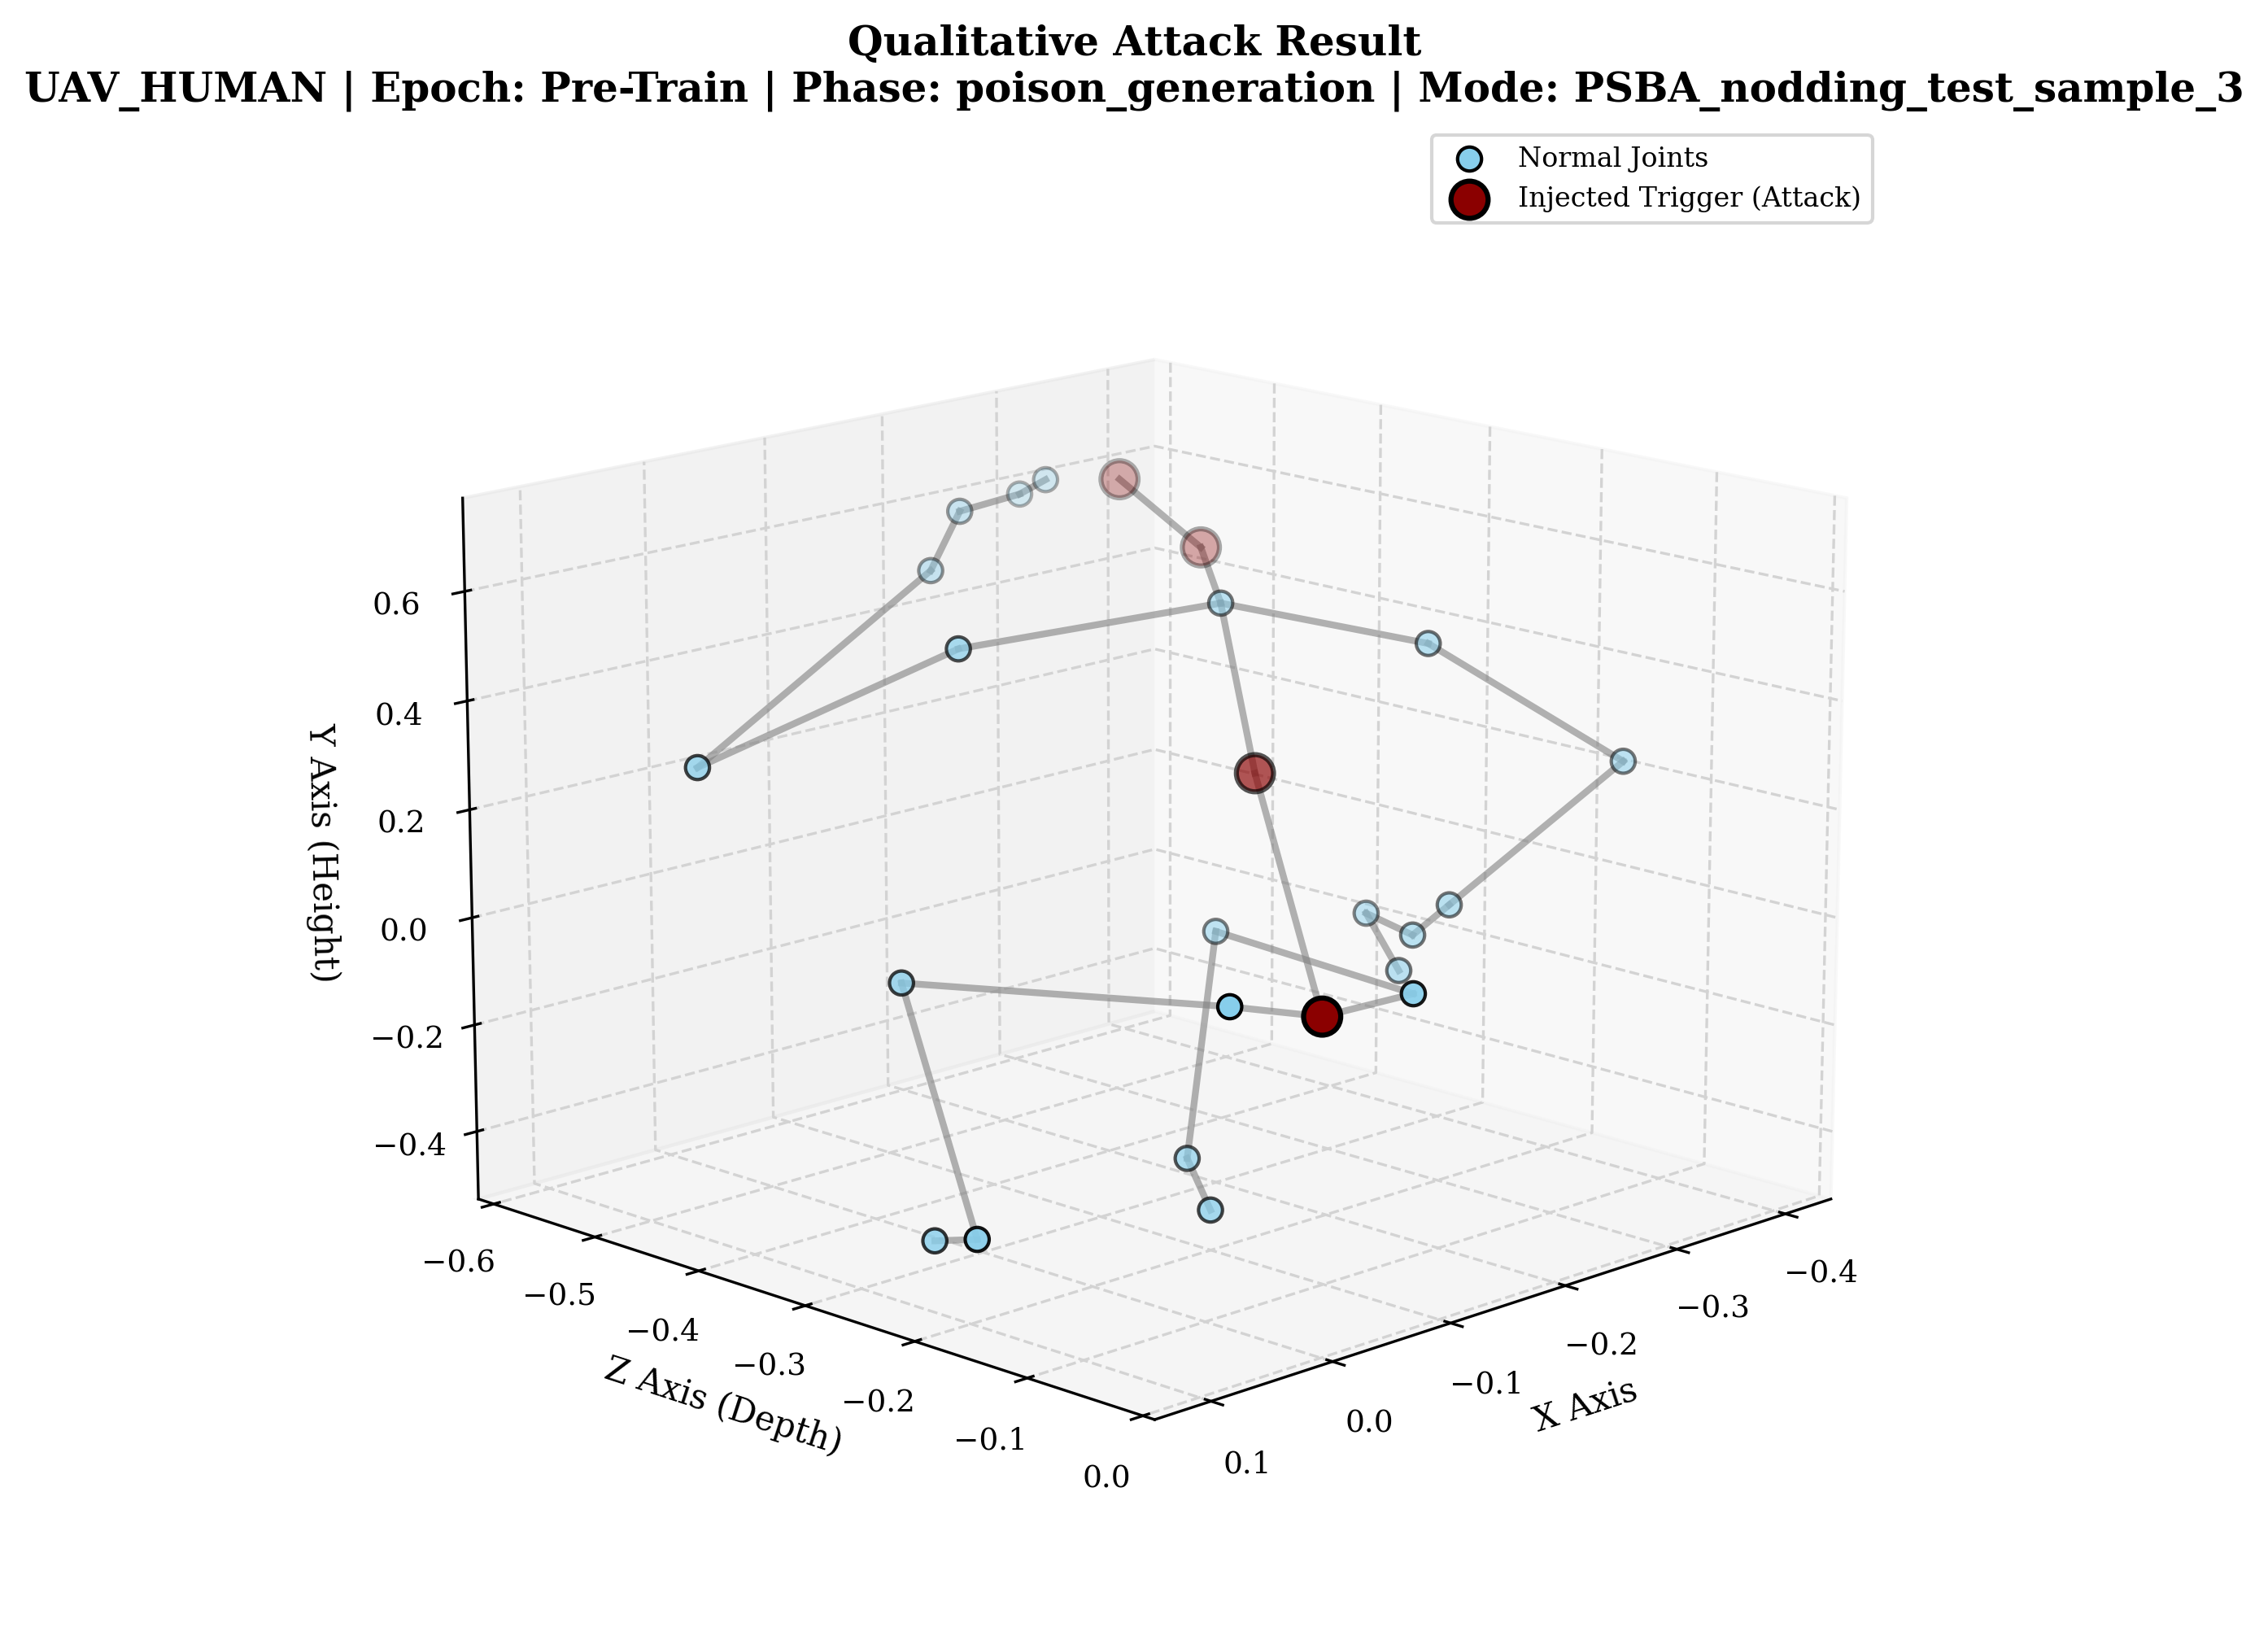 Qualitative Attack Result
UAV_HUMAN | Epoch: Pre-Train | Phase: poison_generation | Mode: PSBA_nodding_test_sample_3
Normal Joints
Injected Trigger (Attack)
Y Axis (Height)
0.6
0.4
0.2
0.0
−0.2
−0.4
−0.6
−0.5
−0.4
−0.3
−0.2
−0.1
0.0
Z Axis (Depth)
0.1
0.0
−0.1
−0.2
−0.3
−0.4
X Axis